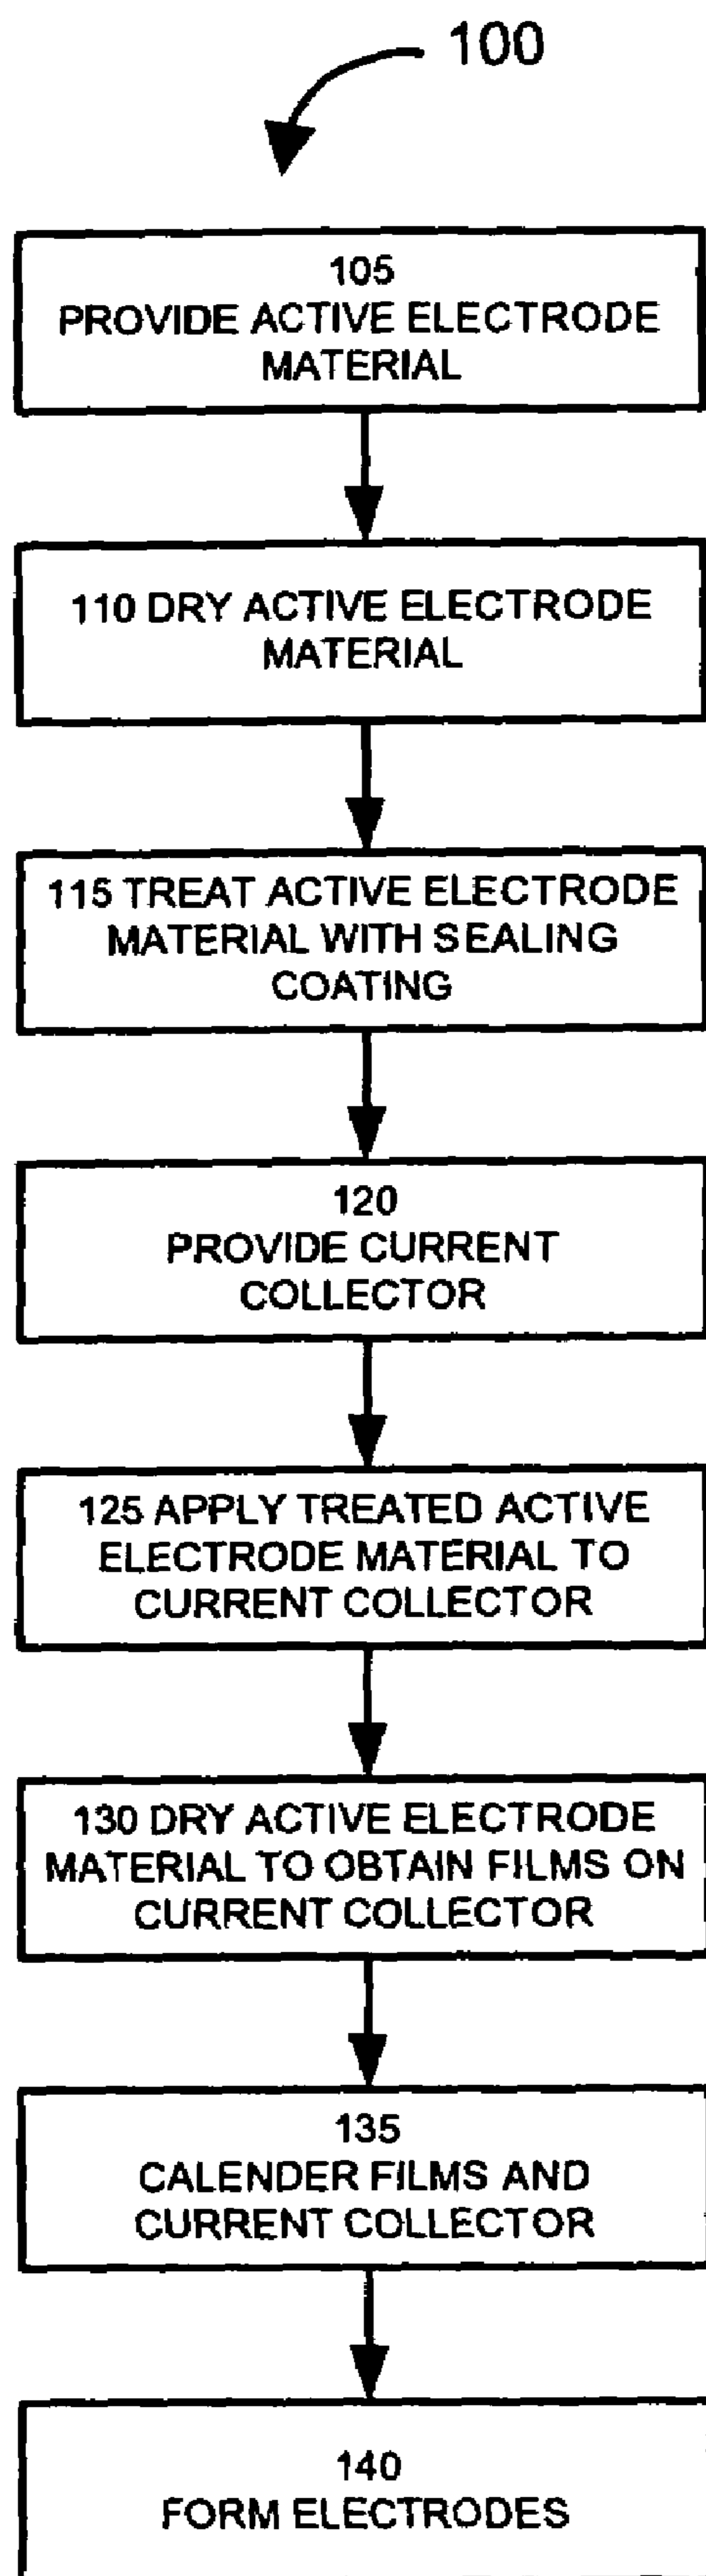 100
105
PROVIDE ACTIVE ELECTRODE
MATERIAL
110 DRY ACTIVE ELECTRODE
MATERIAL
115 TREAT ACTIVE ELECTRODE
MATERIAL WITH SEALING
COATING
120
PROVIDE CURRENT
COLLECTOR
125 APPLY TREATED ACTIVE
ELECTRODE MATERIAL TO
CURRENT COLLECTOR
130 DRY ACTIVE ELECTRODE
MATERIAL TO OBTAIN FILMS ON
CURRENT COLLECTOR
135
CALENDER FILMS AND
CURRENT COLLECTOR
140
FORM ELECTRODES